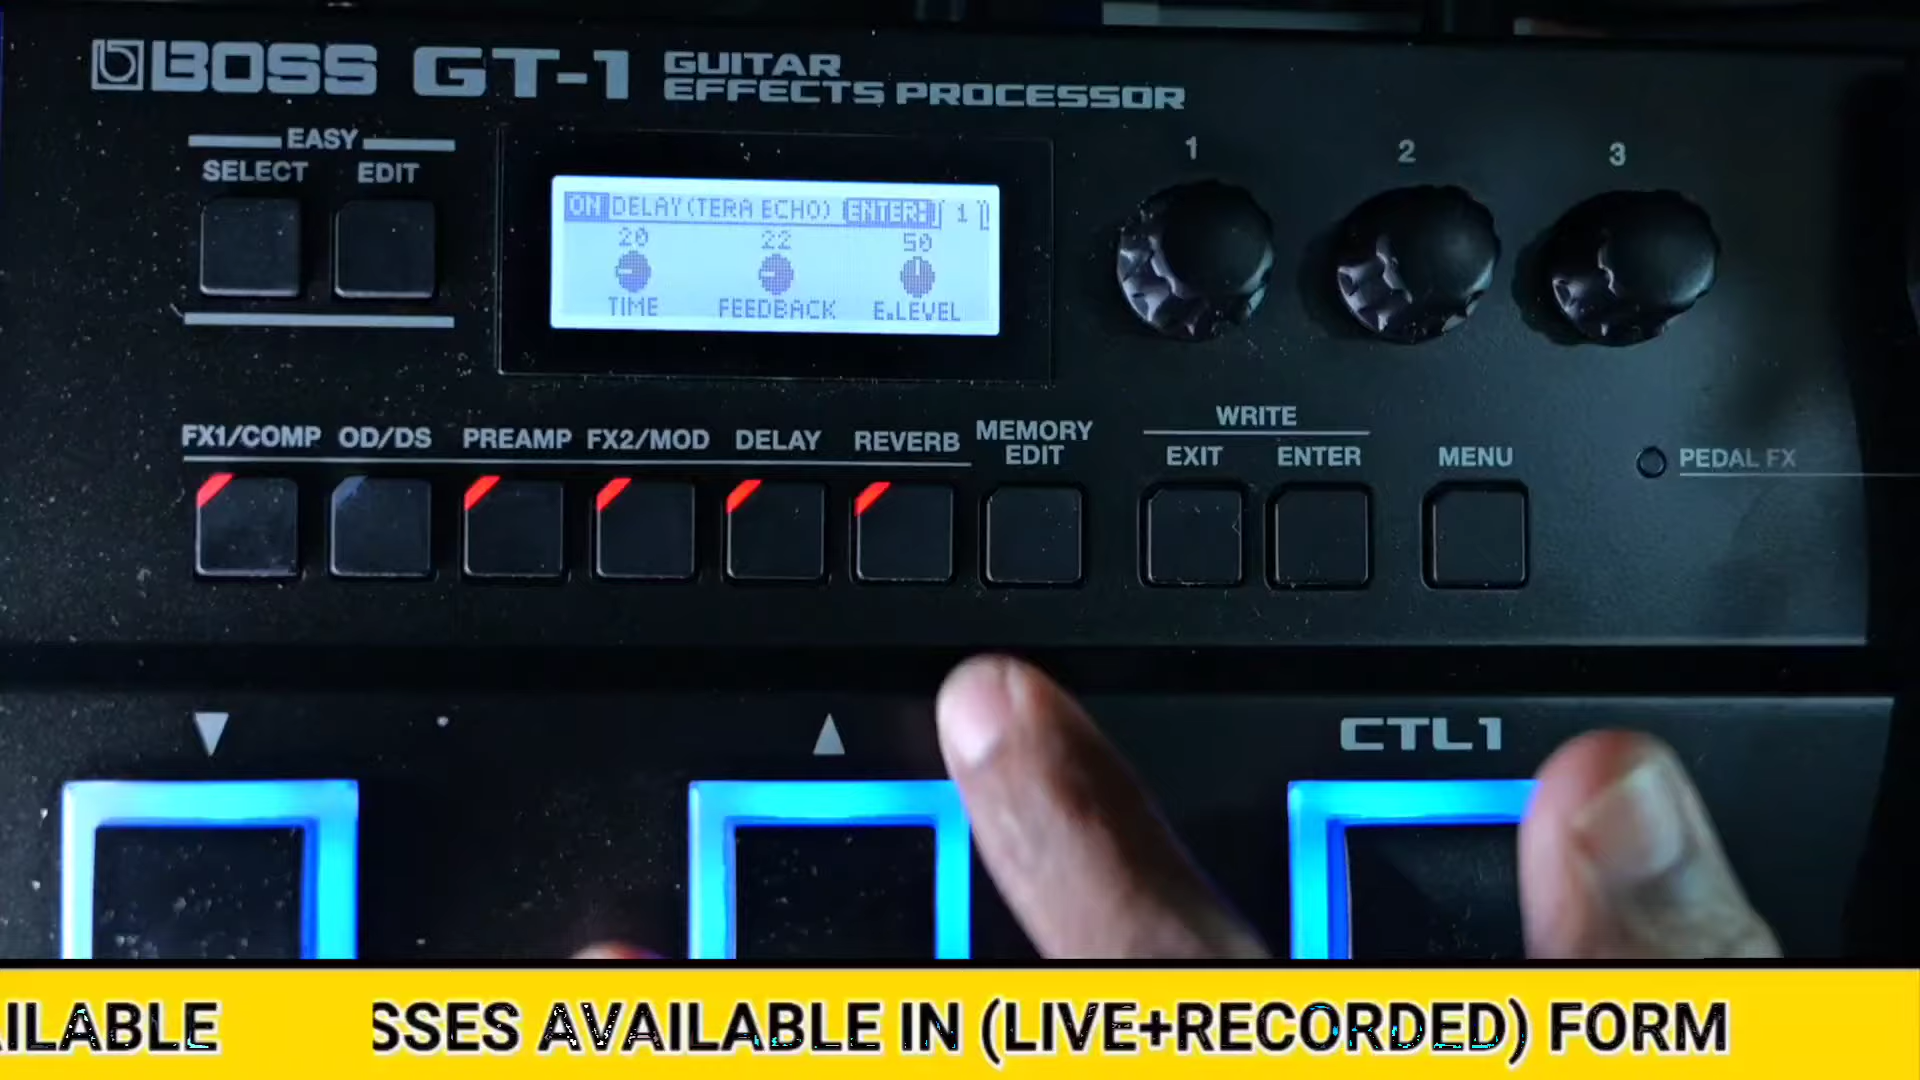 BOSS GT-1 GUITAR EFFECTS PROCESSOR
EASY
SELECT EDIT
1 2 3
ON DELAY(TERA ECHO) ENTER 1
20 22 50
TIME FEEDBACK E.LEVEL
FX1/COMP OD/DS PREAMP FX2/MOD DELAY REVERB MEMORY EDIT
WRITE
EXIT ENTER MENU
PEDAL FX
CTL1
AILABLE SSES AVAILABLE IN (LIVE+RECORDED) FORM